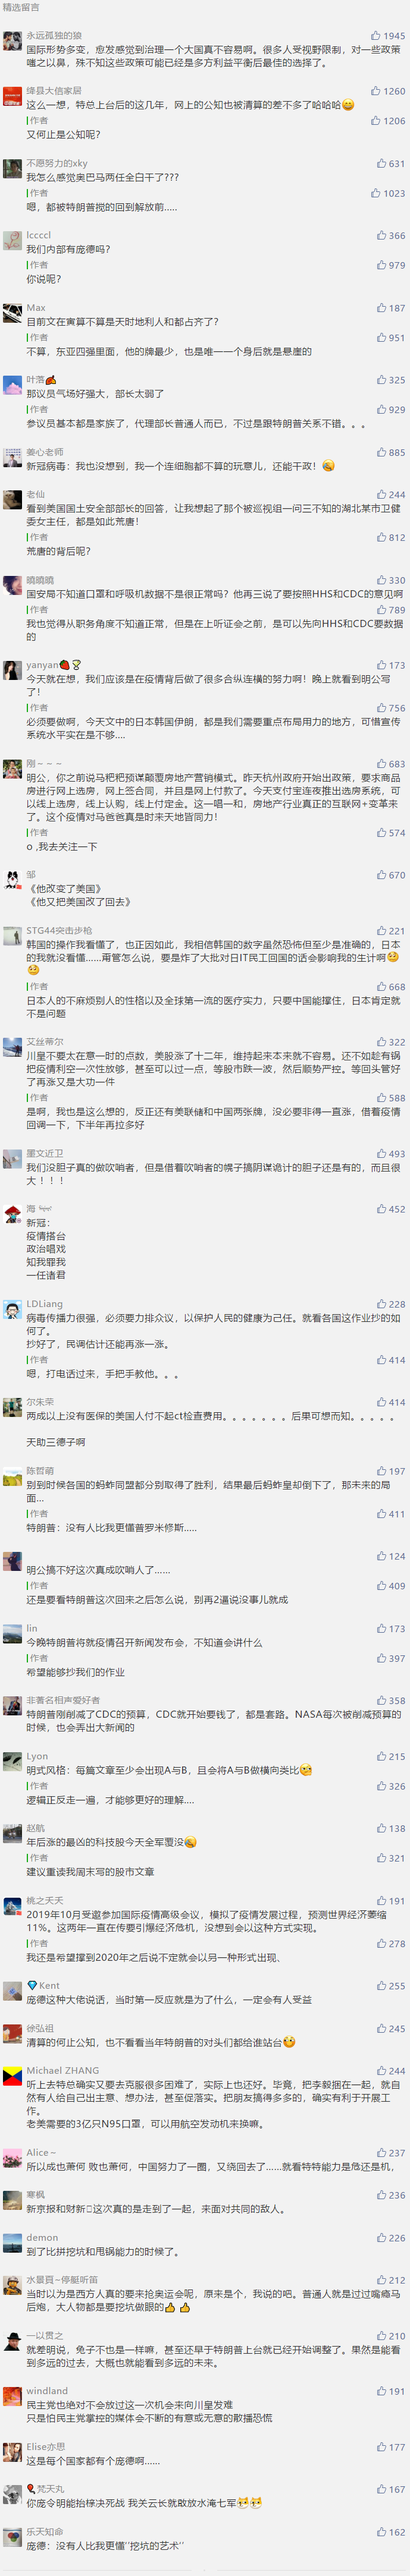 精选留言
永远孤独的狼
1945
国际形势多变，愈发感觉到治理一个大国真不容易啊。很多人受视野限制，对一些政策
嗤之以鼻，殊不知这些政策可能已经是多方利益平衡后最佳的选择了。
绛县大信家居
1260
这么一想，特总上台后的这几年，网上的公知也被清算的差不多了哈哈哈😄
作者
1206
又何止是公知呢？
不愿努力的xky
631
我怎么感觉奥巴马两任全白干了???
作者
1023
嗯，都被特朗普搅的回到解放前.....
lccccl
366
我们内部有庞德吗？
作者
979
你说呢？
Max
187
目前文在寅算不算是天时地利人和都占齐了？
作者
951
不算，东亚四强里面，他的牌最少，也是唯一一个身后就是悬崖的
叶落🍂
325
那议员气场好强大，部长太弱了
作者
929
参议员基本都是家族了，代理部长普通人而已，不过是跟特朗普关系不错。。。
姜心老师
885
新冠病毒：我也没想到，我一个连细胞都不算的玩意儿，还能干政！🤣
老仙
244
看到美国国土安全部部长的回答，让我想起了那个被巡视组一问三不知的湖北某市卫健
委女主任，都是如此荒唐！
作者
812
荒唐的背后呢？
曉曉曉
330
国安局不知道口罩和呼吸机数据不是很正常吗？他再三说了要按照HHS和CDC的意见啊
作者
789
我也觉得从职务角度不知道正常，但是在上听证会之前，是可以先向HHS和CDC要数据
的
yanyan🍓🏆
173
今天就在想，我们应该是在疫情背后做了很多合纵连横的努力啊！晚上就看到明公写
了！
作者
756
必须要做啊，今天文中的日本韩国伊朗，都是我们需要重点布局用力的地方，可惜宣传
系统水平实在是不够....
刚～～～
683
明公，你之前说马粑粑预谋颠覆房地产营销模式。昨天杭州政府开始出政策，要求商品
房进行网上选房，网上签合同，并且是网上付款了。今天支付宝连夜推出选房系统，可
以线上选房，线上认购，线上付定金。这一唱一和，房地产行业真正的互联网+变革来
了。这个疫情对马爸爸真是时来天地皆同力！
作者
574
o ,我去关注一下
邹
670
《他改变了美国》
《他又把美国改了回去》
STG44突击步枪
221
韩国的操作我看懂了，也正因如此，我相信韩国的数字虽然恐怖但至少是准确的，日本
的我就没看懂……甭管怎么说，要是炸了大批对日IT民工回国的话会影响我的生计啊
作者
668
日本人的不麻烦别人的性格以及全球第一流的医疗实力，只要中国能撑住，日本肯定就
不是问题
艾丝蒂尔
322
川皇不要太在意一时的点数，美股涨了十二年，维持起来本来就不容易。还不如趁有锅
把疫情利空一次性放够，甚至可以过一点，等股市跌一波，然后顺势严控。等回头管好
了再涨又是大功一件
作者
588
是啊，我也是这么想的，反正还有美联储和中国两张牌，没必要非得一直涨，借着疫情
回调一下，下半年再拉多好
墨文近卫
493
我们没胆子真的做吹哨者，但是借着吹哨者的幌子搞阴谋诡计的胆子还是有的，而且很
大！！！
海
452
新冠：
疫情搭台
政治唱戏
知我罪我
一任诸君
LDLiang
228
病毒传播力很强，必须要力排众议，以保护人民的健康为己任。就看各国这作业抄的如
何了。
抄好了，民调估计还能再涨一涨。
作者
414
嗯，打电话过来，手把手教他。。。
尔朱荣
414
两成以上没有医保的美国人付不起ct检查费用。。。。。。。后果可想而知。。。。。
天助三德子啊
陈哲萌
197
别到时候各国的蚂蚱同盟都分别取得了胜利，结果最后蚂蚱皇却倒下了，那未来的局
面…
作者
411
特朗普：没有人比我更懂普罗米修斯.....
124
明公搞不好这次真成吹哨人了……
作者
409
还是要看特朗普这次回来之后怎么说，别再2逼说没事儿就成
lin
173
今晚特朗普将就疫情召开新闻发布会，不知道会讲什么
作者
397
希望能够抄我们的作业
非著名相声爱好者
358
特朗普刚削减了CDC的预算，CDC就开始要钱了，都是套路。NASA每次被削减预算的
时候，也会弄出大新闻的
Lyon
215
明式风格：每篇文章至少会出现A与B，且会将A与B做横向类比
作者
326
逻辑正反走一遍，才能够更好的理解....
赵航
138
年后涨的最凶的科技股今天全军覆没
作者
321
建议重读我周末写的股市文章
桃之夭夭
191
2019年10月受邀参加国际疫情高级会议，模拟了疫情发展过程，预测世界经济萎缩
11%。这两年一直在传要引爆经济危机，没想到会以这种方式实现。
作者
278
我还是希望撑到2020年之后说不定就会以另一种形式出现、
💎Kent
255
庞德这种大佬说话，当时第一反应就是为了什么，一定会有人受益
徐弘祖
245
清算的何止公知，也不看看当年特朗普的对头们都给谁站台
Michael ZHANG
244
听上去特总确实又要去克服很多困难了，实际上也还好。毕竟，把李毅捆在一起，就自
然有人给自己出主意、想办法，甚至促落实。把朋友搞得多多的，确实有利于开展工
作。
老美需要的3亿只N95口罩，可以用航空发动机来换嘛。
Alice～
237
所以成也萧何 败也萧何，中国努力了一圈，又绕回去了……就看特特能力是危还是机，
寒枫
236
新京报和财新这次真的是走到了一起，来面对共同的敌人。
demon
226
到了比拼挖坑和甩锅能力的时候了。
水景頁~停艇听笛
212
当时以为是西方人真的要来抢奥运会呢，原来是个，我说的吧。普通人就是过过嘴瘾马
后炮，大人物都是要挖坑做眼的👍 👍
一以贯之
210
就差明说，兔子不也是一样嘛，甚至还早于特朗普上台就已经开始调整了。果然是能看
到多远的过去，大概也就能看到多远的未来。
windland
191
民主党也绝对不会放过这一次机会来向川皇发难
只是怕民主党掌控的媒体会不断的有意或无意的散播恐慌
Elise亦思
177
这是每个国家都有个庞德啊……
梵天丸
167
你庞令明能抬榇决死战 我关云长就敢放水淹七军
乐天知命
162
庞德：没有人比我更懂“挖坑的艺术”